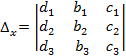 Δₓ= |d₁ b₁ c₁|
|d₂ b₂ c₂|
|d₃ b₃ c₃|